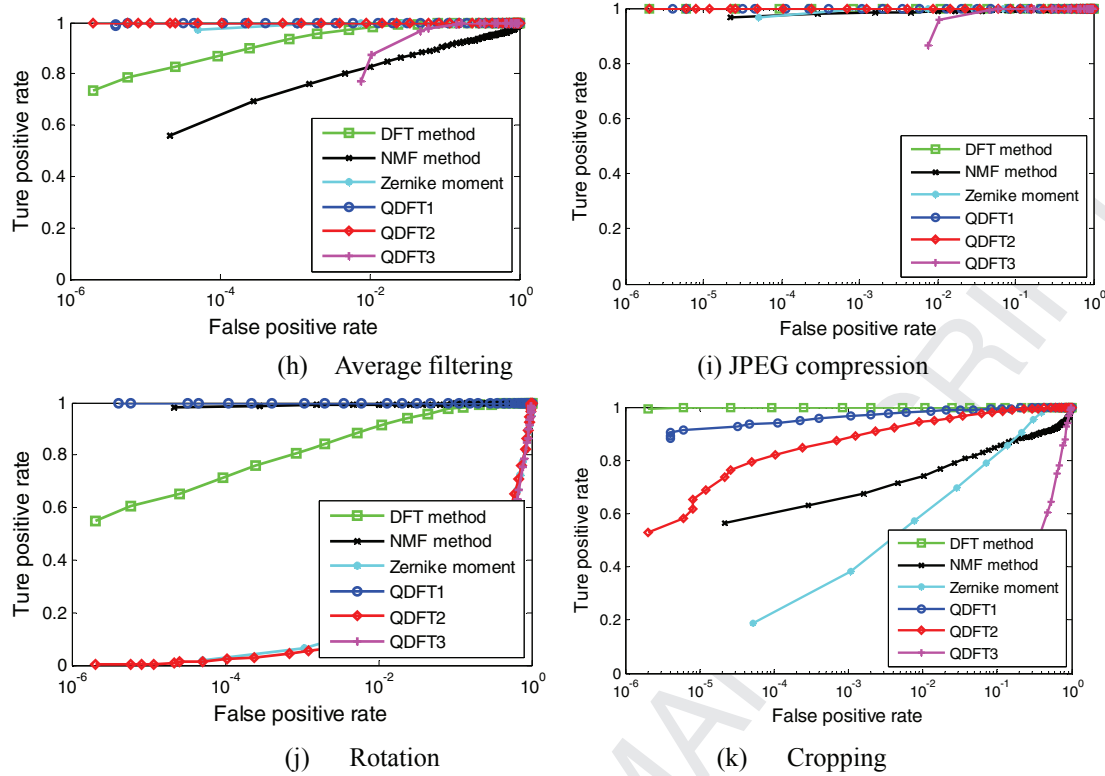 1
0.8
0.6
0.4
0.2
0
Ture positive rate
10^-6
10^-4
10^-2
10^0
False positive rate
DFT method
NMF method
Zernike moment
QDFT1
QDFT2
QDFT3
(h) Average filtering
1
0.8
0.6
0.4
0.2
0
Ture positive rate
10^-6
10^-5
10^-4
10^-3
10^-2
10^-1
10^0
False positive rate
DFT method
NMF method
Zernike moment
QDFT1
QDFT2
QDFT3
(i) JPEG compression
1
0.8
0.6
0.4
0.2
0
Ture positive rate
10^-6
10^-4
10^-2
10^0
False positive rate
DFT method
NMF method
Zernike moment
QDFT1
QDFT2
QDFT3
(j) Rotation
1
0.8
0.6
0.4
0.2
0
Ture positive rate
10^-6
10^-5
10^-4
10^-3
10^-2
10^-1
10^0
False positive rate
DFT method
NMF method
Zernike moment
QDFT1
QDFT2
QDFT3
(k) Cropping